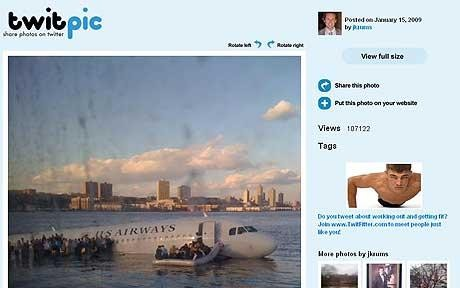 twitpic
share photos on twitter
Rotate left
Rotate right
US AIRWAYS
Posted on January 15, 2009
by jkrums
View full size
Share this photo
Put this photo on your website
Views 107122
Tags
Do you tweet about working out and getting fit?
Join www.TwitFitter.com to meet people just
like you!
More photos by jkrums